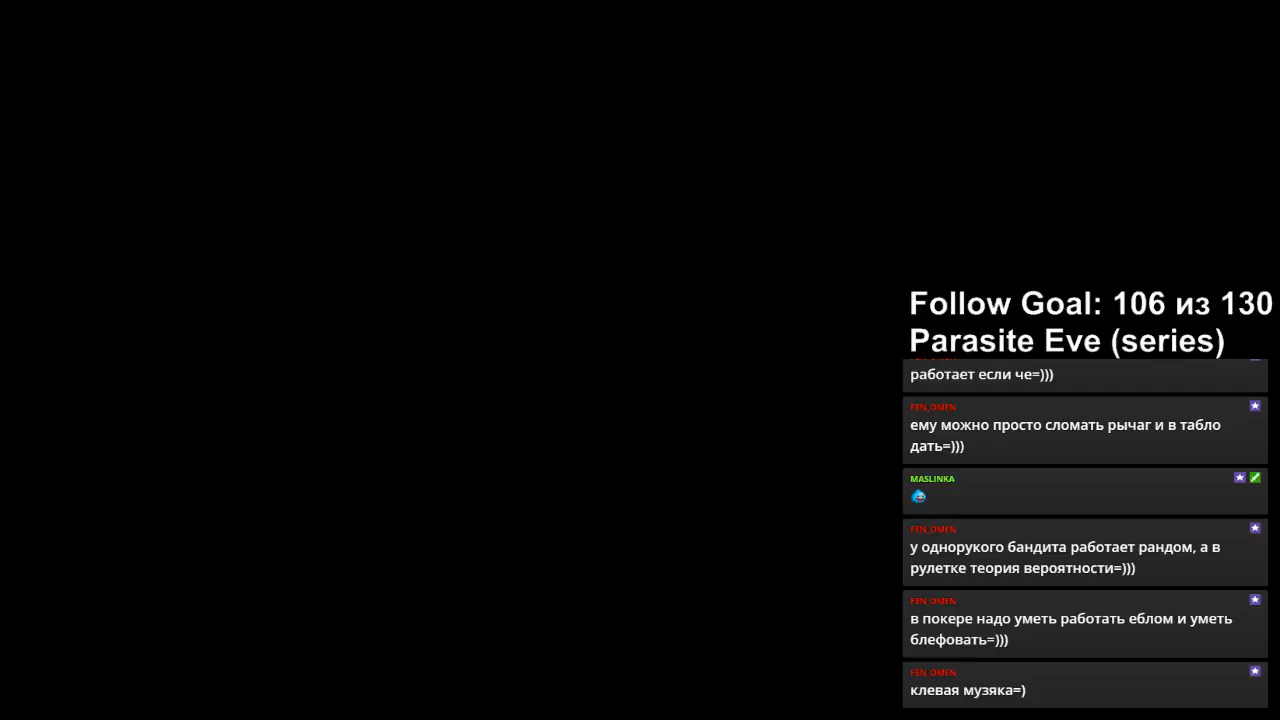 Follow Goal: 106 из 130
Parasite Eve (series)
работает если че=)))
FEN_OMEN
ему можно просто сломать рычаг и в табло
дать=)))
MASLINKA
FEN_OMEN
у однорукого бандита работает рандом, а в
рулетке теория вероятности=)))
FEN_OMEN
в покере надо уметь работать еблом и уметь
блефовать=)))
FEN_OMEN
клевая музяка=)